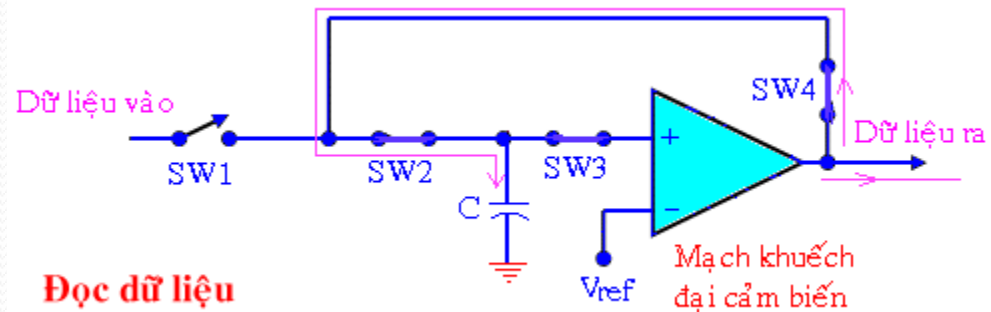 SW4
Dữ liệu vào
Dữ liệu ra
+
SW1
SW2
SW3
C
−
Vref
Mạch khuếch
đại cảm biến
Đọc dữ liệu